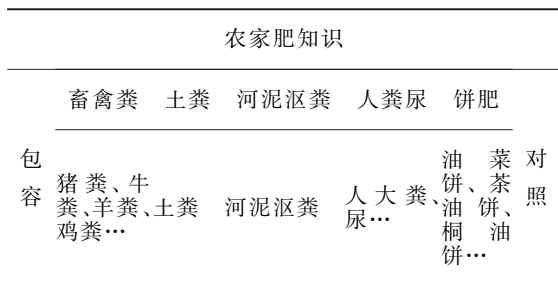 农家肥知识
畜禽粪 土粪 河泥沤粪 人粪尿 饼肥
包容
猪粪、牛
粪、羊粪、
鸡粪…
土粪
河泥沤粪
人大粪、
尿…
油菜
饼、茶
油饼、
桐油
饼…
对照